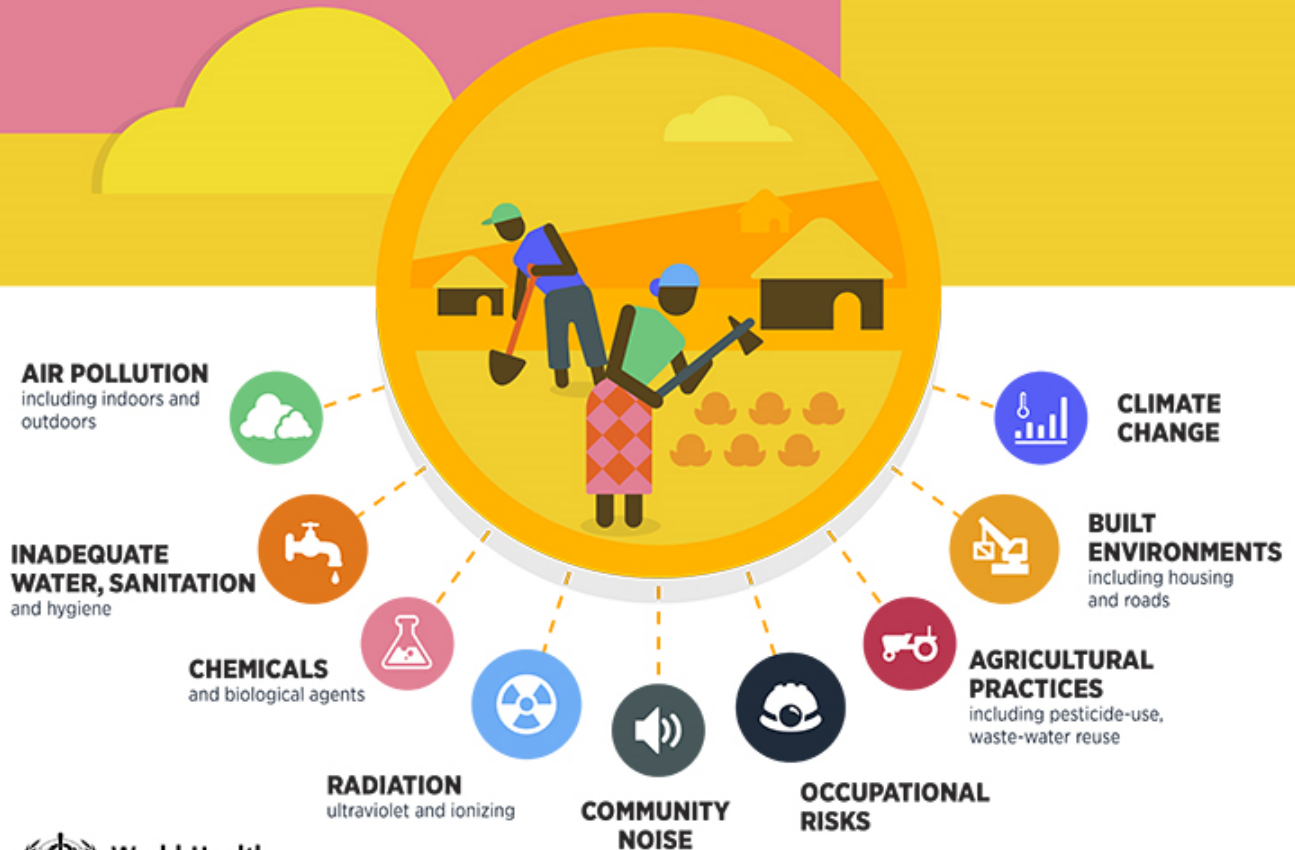 AIR POLLUTION
including indoors and
outdoors
INADEQUATE
WATER, SANITATION
and hygiene
CHEMICALS
and biological agents
RADIATION
ultraviolet and ionizing
COMMUNITY
NOISE
OCCUPATIONAL
RISKS
AGRICULTURAL
PRACTICES
including pesticide-use,
waste-water reuse
BUILT
ENVIRONMENTS
including housing
and roads
CLIMATE
CHANGE
World Health